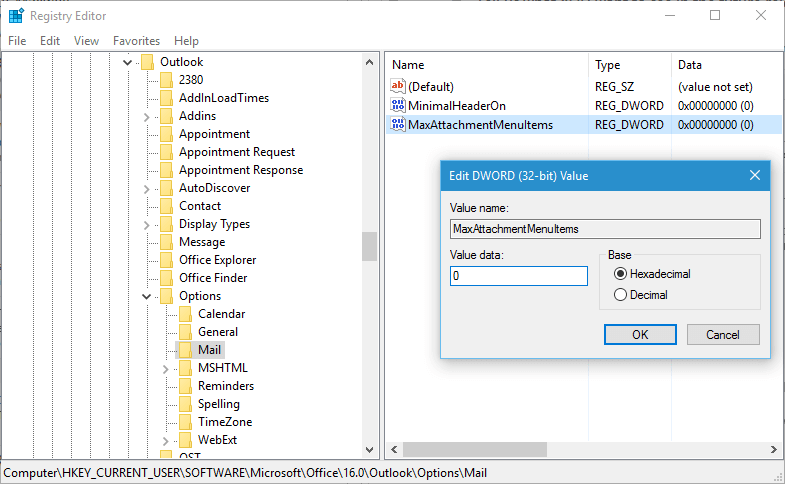 Registry Editor
File Edit View Favorites Help
Outlook
2380
AddInLoadTimes
Addins
Appointment
Appointment Request
Appointment Response
AutoDiscover
Contact
Display Types
Message
Office Explorer
Office Finder
Options
Calendar
General
Mail
MSHTML
Reminders
Spelling
TimeZone
WebExt
OST
Name Type Data
(Default) REG_SZ (value not set)
MinimalHeaderOn REG_DWORD 0x00000000 (0)
MaxAttachmentMenuItems REG_DWORD 0x00000000 (0)
Edit DWORD (32-bit) Value
Value name:
MaxAttachmentMenuItems
Value data:
0
Base
Hexadecimal
Decimal
OK Cancel
Computer\HKEY_CURRENT_USER\SOFTWARE\Microsoft\Office\16.0\Outlook\Options\Mail